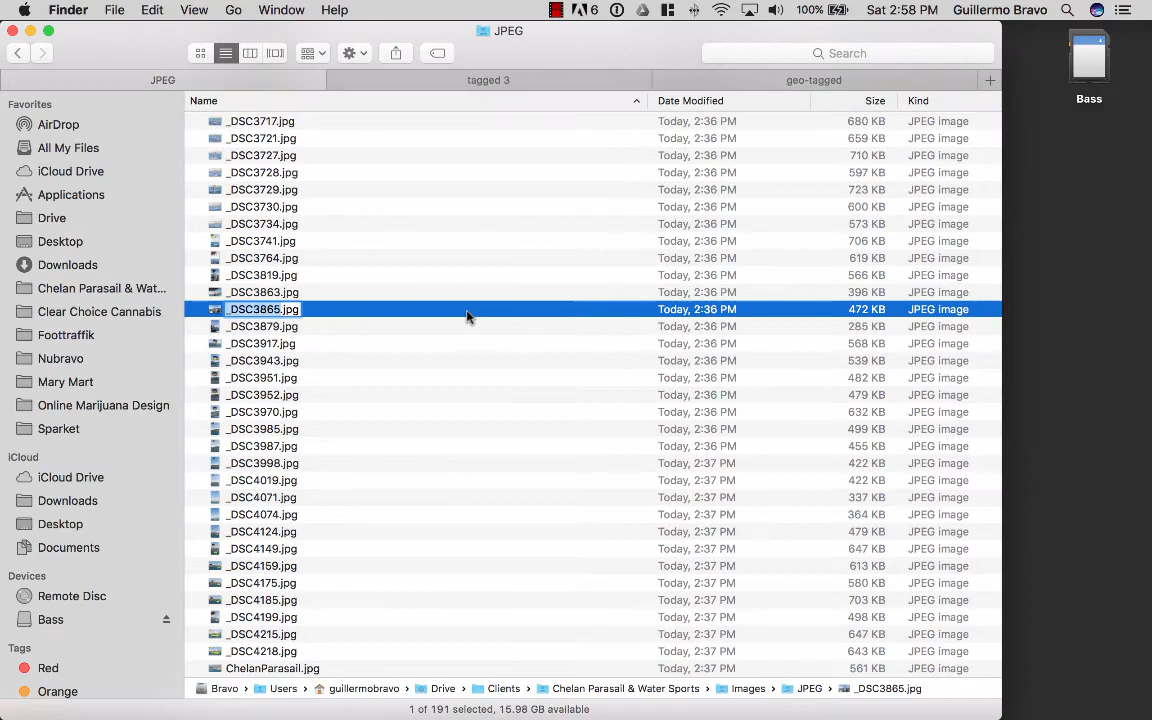 Finder File Edit View Go Window Help 6 100% Sat 2:58 PM Guillermo Bravo
JPEG
Search
JPEG tagged 3 geo-tagged
Name Date Modified Size Kind
_DSC3717.jpg Today, 2:36 PM 680 KB JPEG image
_DSC3721.jpg Today, 2:36 PM 659 KB JPEG image
_DSC3727.jpg Today, 2:36 PM 710 KB JPEG image
_DSC3728.jpg Today, 2:36 PM 597 KB JPEG image
_DSC3729.jpg Today, 2:36 PM 723 KB JPEG image
_DSC3730.jpg Today, 2:36 PM 600 KB JPEG image
_DSC3734.jpg Today, 2:36 PM 573 KB JPEG image
_DSC3741.jpg Today, 2:36 PM 706 KB JPEG image
_DSC3764.jpg Today, 2:36 PM 619 KB JPEG image
_DSC3819.jpg Today, 2:36 PM 566 KB JPEG image
_DSC3863.jpg Today, 2:36 PM 396 KB JPEG image
_DSC3865.jpg Today, 2:36 PM 472 KB JPEG image
_DSC3879.jpg Today, 2:36 PM 285 KB JPEG image
_DSC3917.jpg Today, 2:36 PM 568 KB JPEG image
_DSC3943.jpg Today, 2:36 PM 539 KB JPEG image
_DSC3951.jpg Today, 2:36 PM 482 KB JPEG image
_DSC3952.jpg Today, 2:36 PM 479 KB JPEG image
_DSC3970.jpg Today, 2:36 PM 632 KB JPEG image
_DSC3985.jpg Today, 2:36 PM 499 KB JPEG image
_DSC3987.jpg Today, 2:36 PM 455 KB JPEG image
_DSC3998.jpg Today, 2:37 PM 422 KB JPEG image
_DSC4019.jpg Today, 2:37 PM 422 KB JPEG image
_DSC4071.jpg Today, 2:37 PM 337 KB JPEG image
_DSC4074.jpg Today, 2:37 PM 364 KB JPEG image
_DSC4124.jpg Today, 2:37 PM 479 KB JPEG image
_DSC4149.jpg Today, 2:37 PM 647 KB JPEG image
_DSC4159.jpg Today, 2:37 PM 613 KB JPEG image
_DSC4175.jpg Today, 2:37 PM 580 KB JPEG image
_DSC4185.jpg Today, 2:37 PM 703 KB JPEG image
_DSC4199.jpg Today, 2:37 PM 498 KB JPEG image
_DSC4215.jpg Today, 2:37 PM 647 KB JPEG image
_DSC4218.jpg Today, 2:37 PM 643 KB JPEG image
ChelanParasail.jpg Today, 2:36 PM 561 KB JPEG image
Favorites
AirDrop
All My Files
iCloud Drive
Applications
Drive
Desktop
Downloads
Chelan Parasail & Wat...
Clear Choice Cannabis
Foottraffik
Nubravo
Mary Mart
Online Marijuana Design
Sparket
iCloud
iCloud Drive
Downloads
Desktop
Documents
Devices
Remote Disc
Bass
Tags
Red
Orange
Bravo Users guillermobravo Drive Clients Chelan Parasail & Water Sports Images JPEG _DSC3865.jpg
1 of 191 selected, 15.98 GB available
Bass